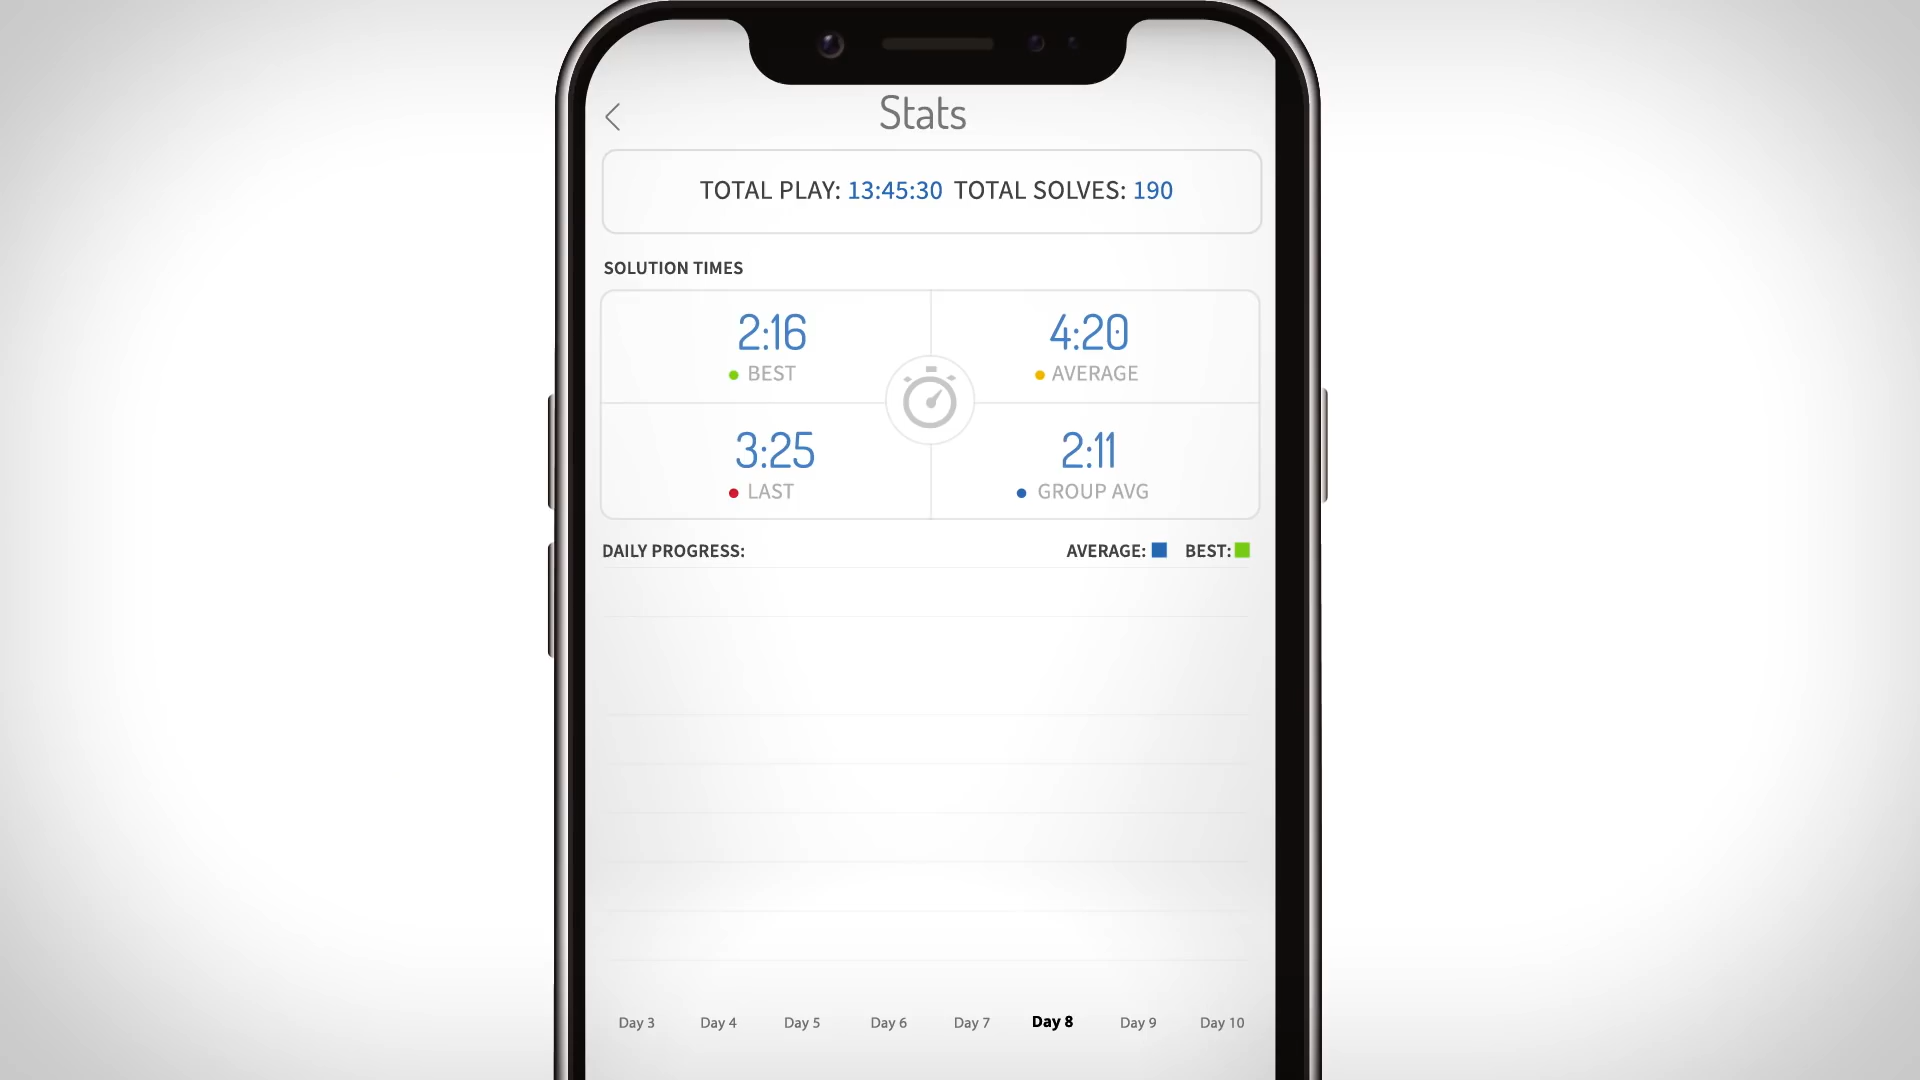 Stats
TOTAL PLAY: 13:45:30 TOTAL SOLVES: 190
SOLUTION TIMES
2:16
BEST
4:20
AVERAGE
3:25
LAST
2:11
GROUP AVG
DAILY PROGRESS: AVERAGE: BEST:
Day 3 Day 4 Day 5 Day 6 Day 7 Day 8 Day 9 Day 10